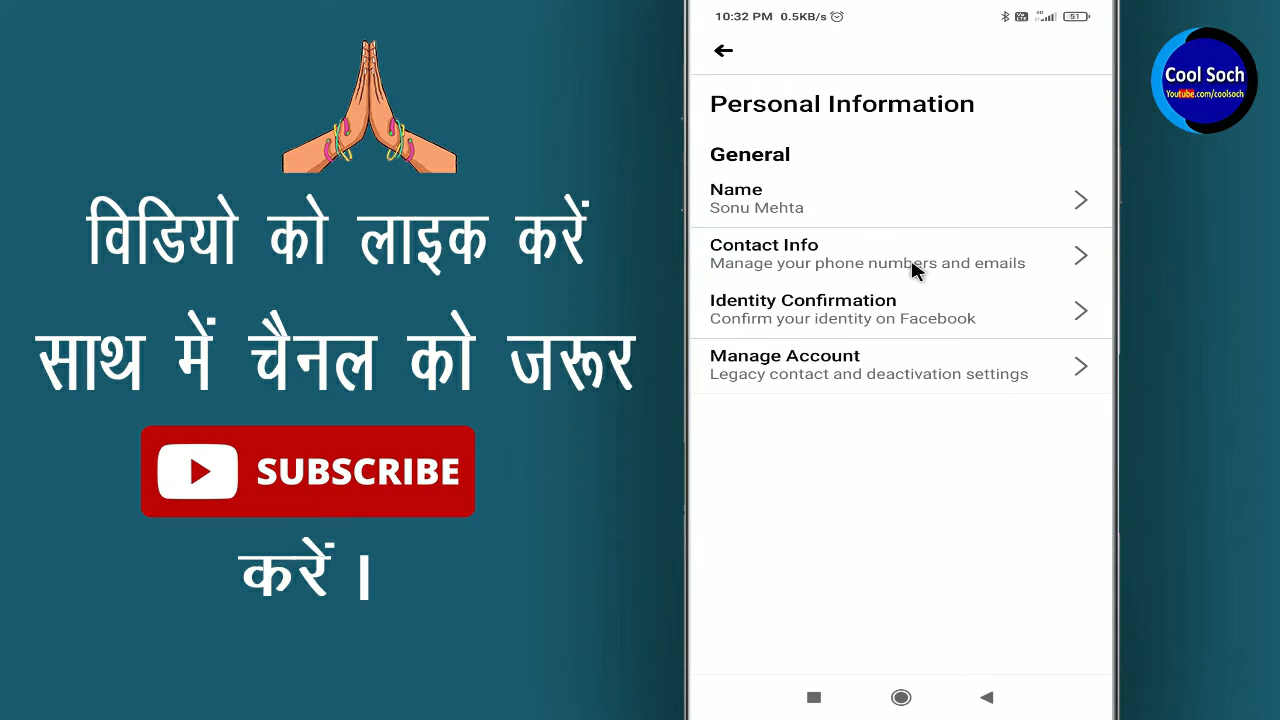 विडियो को लाइक करें
साथ में चैनल को जरूर
SUBSCRIBE
करें ।
10:32 PM 0.5KB/s
4G
51
Personal Information
General
Name
Sonu Mehta
Contact Info
Manage your phone numbers and emails
Identity Confirmation
Confirm your identity on Facebook
Manage Account
Legacy contact and deactivation settings
Cool Soch
Youtube.com/coolsoch